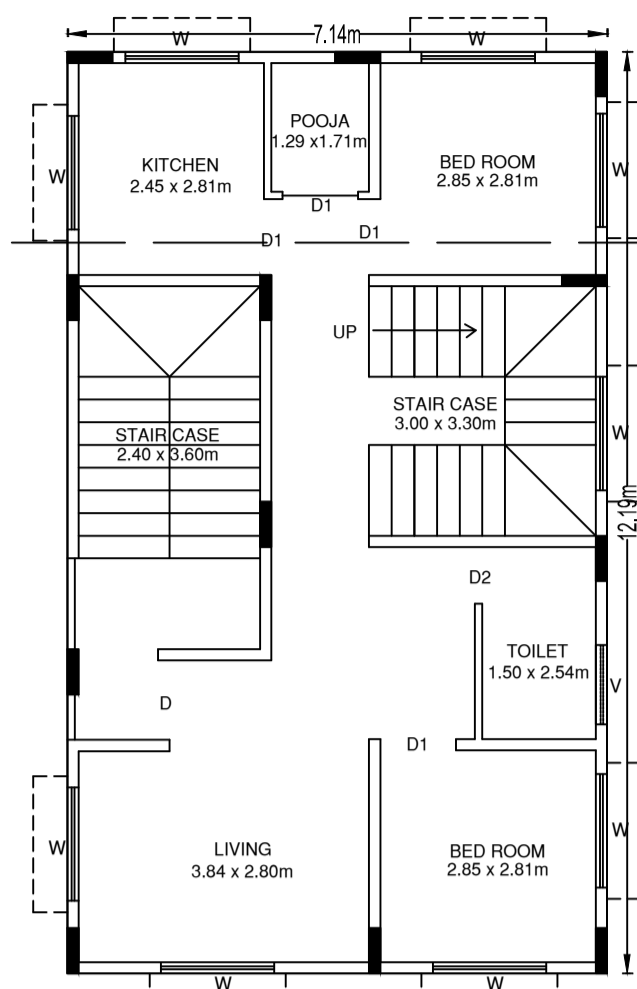 7.14m
W
W
POOJA
1.29 x1.71m
KITCHEN
2.45 x 2.81m
BED ROOM
2.85 x 2.81m
W
W
D1
D1
D1
UP
STAIR CASE
3.00 x 3.30m
STAIR CASE
2.40 x 3.60m
W
12.19m
D2
TOILET
1.50 x 2.54m
V
D
D1
LIVING
3.84 x 2.80m
BED ROOM
2.85 x 2.81m
W
W
W
W